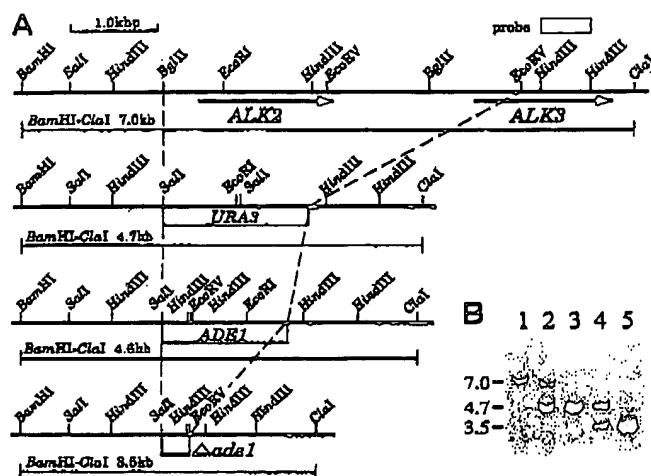 A
1.0kbp
probe
BamHI SalI HindIII BglII EcoRI HindIII EcoRV BglII EcoRV HindIII HindIII ClaI
ALK2 ALK3
BamHI-ClaI 7.0kb
BamHI SalI HindIII SalI EcoRI SalI HindIII HindIII ClaI
URA3
BamHI-ClaI 4.7kb
BamHI SalI HindIII SalI HindIII EcoRV HindIII EcoRI HindIII HindIII ClaI
ADE1
BamHI-ClaI 4.6kb
BamHI SalI HindIII SalI HindIII EcoRV HindIII HindIII ClaI
△ade1
BamHI-ClaI 3.5kb
B
1 2 3 4 5
7.0
4.7
3.5